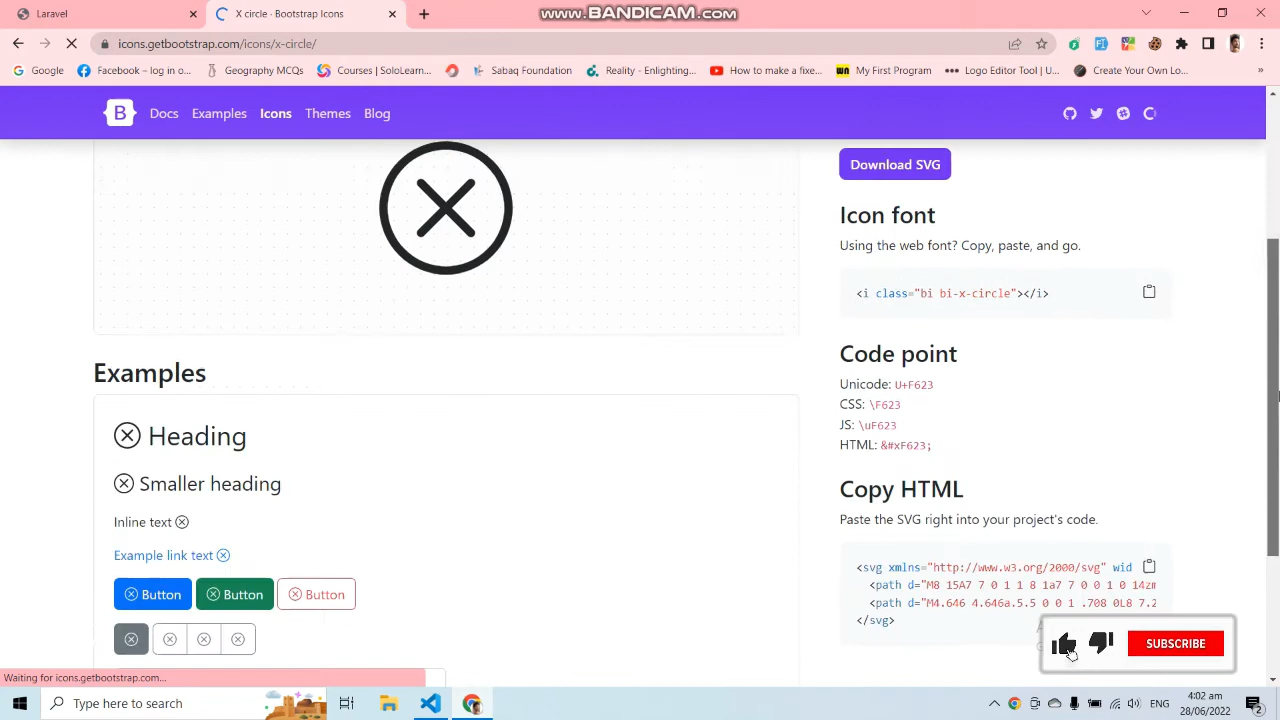 Laravel
X circle · Bootstrap Icons
www.BANDICAM.com
icons.getbootstrap.com/icons/x-circle/
Google
Facebook - log in o...
Geography MCQs
Courses | SoloLearn...
Sabaq Foundation
Reality - Enlighting...
How to make a fixe...
My First Program
Logo Editor Tool | U...
Create Your Own Lo...
»
B
Docs
Examples
Icons
Themes
Blog
Download SVG
Icon font
Using the web font? Copy, paste, and go.
<i class="bi bi-x-circle"></i>
Code point
Unicode: U+F623
CSS: \F623
JS: \uF623
HTML: &#xF623;
Copy HTML
Paste the SVG right into your project's code.
<svg xmlns="http://www.w3.org/2000/svg" wid
<path d="M8 15A7 7 0 1 1 8 1a7 7 0 0 1 0 14zm
<path d="M4.646 4.646a.5.5 0 0 1 .708 0L8 7.2
</svg>
Examples
Heading
Smaller heading
Inline text
Example link text
Button
Button
Button
SUBSCRIBE
Waiting for icons.getbootstrap.com...
Type here to search
ENG
4:02 am
28/06/2022
2